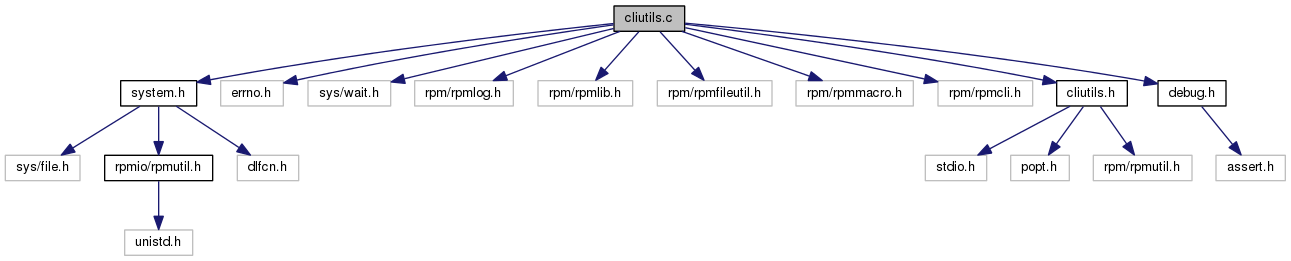 cliutils.c
system.h
errno.h
sys/wait.h
rpm/rpmlog.h
rpm/rpmlib.h
rpm/rpmfileutil.h
rpm/rpmmacro.h
rpm/rpmcli.h
cliutils.h
debug.h
sys/file.h
rpmio/rpmutil.h
dlfcn.h
stdio.h
popt.h
rpm/rpmutil.h
assert.h
unistd.h